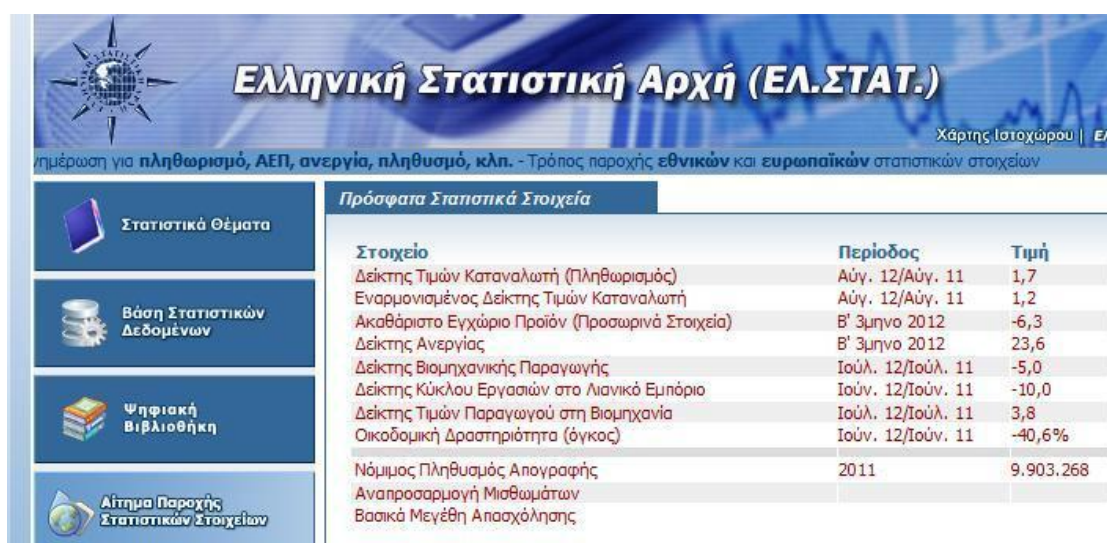 Ελληνική Στατιστική Αρχή (ΕΛ.ΣΤΑΤ.)
Χάρτης Ιστοχώρου |
για πληθωρισμό, ΑΕΠ, ανεργία, πληθυσμό, κλπ. - Τρόπος παροχής εθνικών και ευρωπαϊκών στατιστικών στοιχείων
Στατιστικά Θέματα
Βάση Στατιστικών
Δεδομένων
Ψηφιακή
Βιβλιοθήκη
Αίτημα Παροχής
Στατιστικών Στοιχείων
Πρόσφατα Στατιστικά Στοιχεία
Στοιχείο Περίοδος Τιμή
Δείκτης Τιμών Καταναλωτή (Πληθωρισμός) Αύγ. 12/Αύγ. 11 1,7
Εναρμονισμένος Δείκτης Τιμών Καταναλωτή Αύγ. 12/Αύγ. 11 1,2
Ακαθάριστο Εγχώριο Προϊόν (Προσωρινά Στοιχεία) Β' 3μηνο 2012 -6,3
Δείκτης Ανεργίας Β' 3μηνο 2012 23,6
Δείκτης Βιομηχανικής Παραγωγής Ιούλ. 12/Ιούλ. 11 -5,0
Δείκτης Κύκλου Εργασιών στο Λιανικό Εμπόριο Ιούν. 12/Ιούν. 11 -10,0
Δείκτης Τιμών Παραγωγού στη Βιομηχανία Ιούλ. 12/Ιούλ. 11 3,8
Οικοδομική Δραστηριότητα (όγκος) Ιούν. 12/Ιούν. 11 -40,6%
Νόμιμος Πληθυσμός Απογραφής 2011 9.903.268
Αναπροσαρμογή Μισθωμάτων
Βασικά Μεγέθη Απασχόλησης